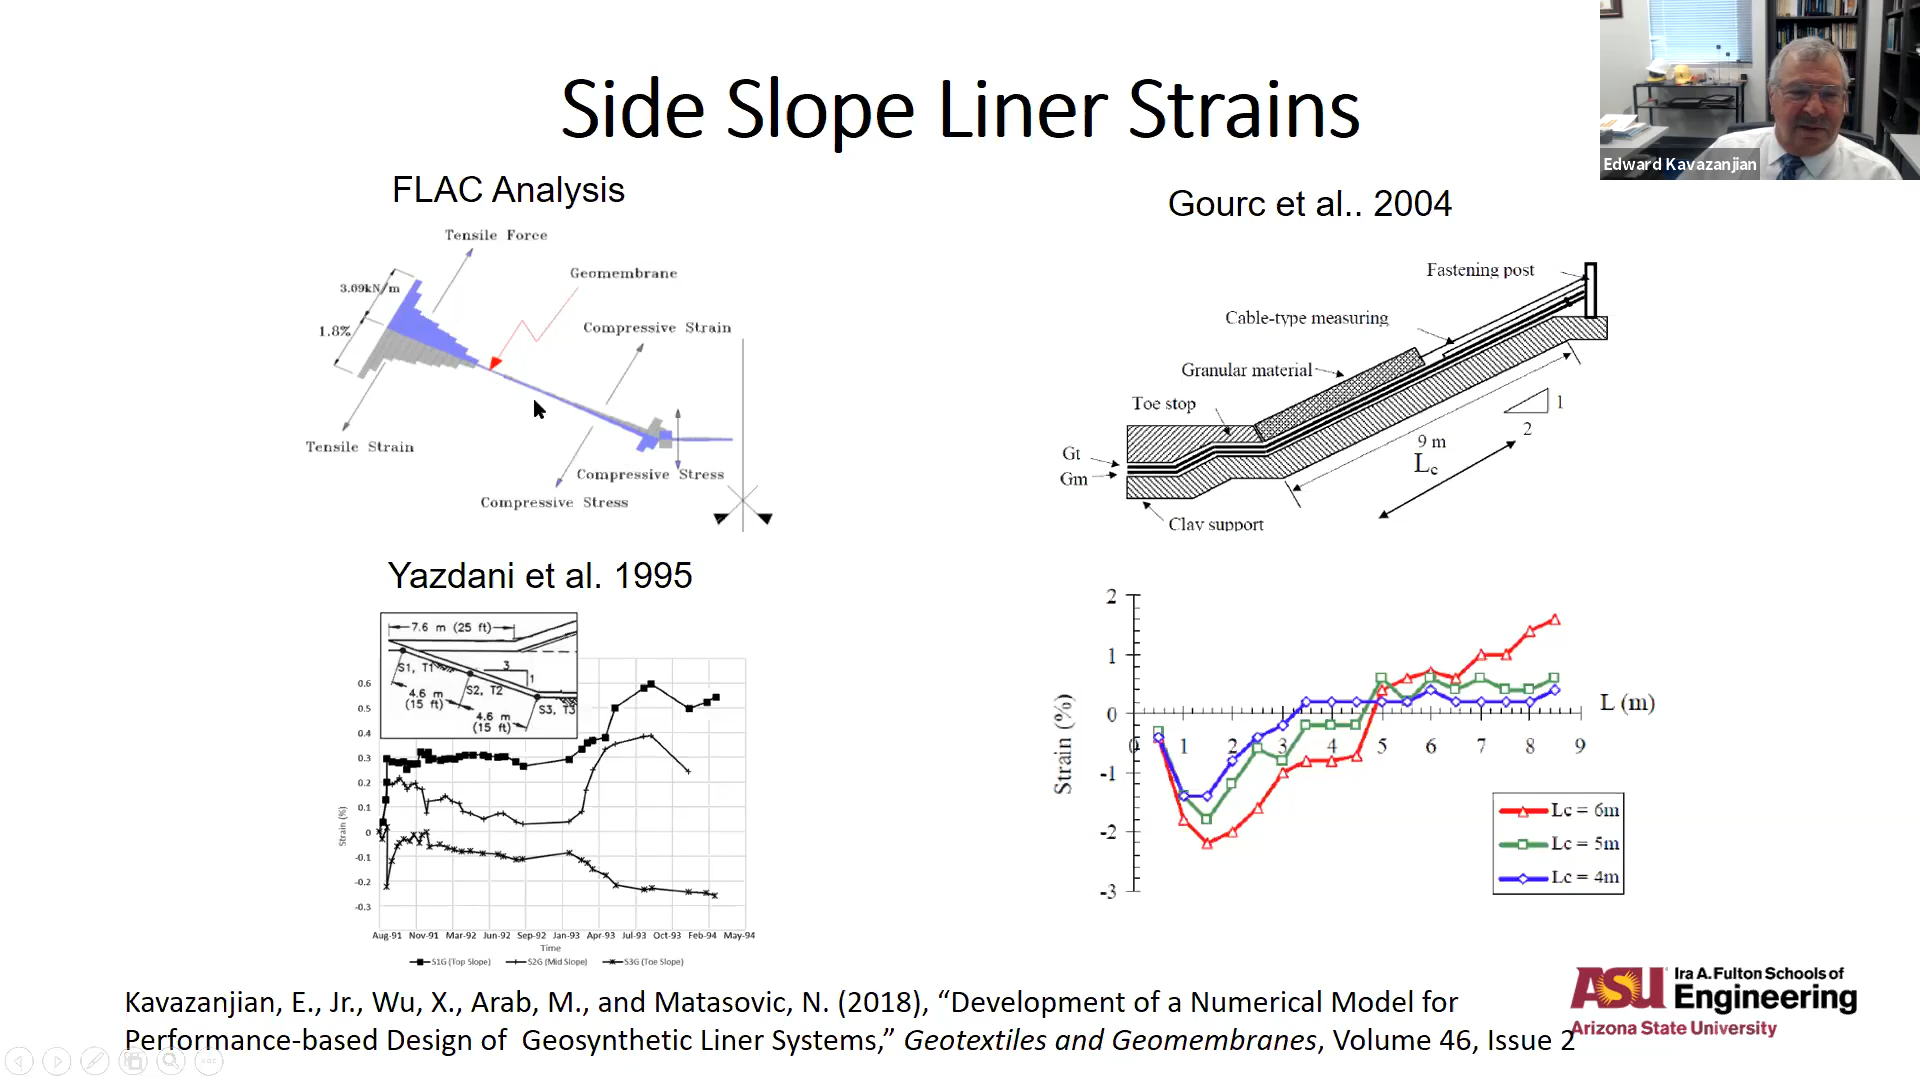 Side Slope Liner Strains
Edward Kavazanjian
FLAC Analysis
Tensile Force
Geomembrane
3.09kN/m
1.8%
Compressive Strain
Tensile Strain
Compressive Stress
Compressive Stress
Gourc et al.. 2004
Fastening post
Cable-type measuring
Granular material
Toe stop
1
2
9 m
Lc
Gt
Gm
Clay support
Yazdani et al. 1995
7.6 m (25 ft)
S1, T1
3
1
S2, T2
4.6 m
(15 ft)
S3, T3
4.6 m
(15 ft)
0.6
0.5
0.4
0.3
0.2
0.1
0
-0.1
-0.2
-0.3
Strain (%)
Aug-91 Nov-91 Mar-92 Jun-92 Sep-92 Jan-93 Apr-93 Jul-93 Oct-93 Feb-94 May-94
Time
S1G (Top Slope) S2G (Mid Slope) S3G (Toe Slope)
2
1
0
-1
-2
-3
Strain (%)
0 1 2 3 4 5 6 7 8 9
L (m)
Lc = 6m
Lc = 5m
Lc = 4m
Kavazanjian, E., Jr., Wu, X., Arab, M., and Matasovic, N. (2018), “Development of a Numerical Model for
Performance-based Design of Geosynthetic Liner Systems,” Geotextiles and Geomembranes, Volume 46, Issue 2
ASU Ira A. Fulton Schools of
Engineering
Arizona State University